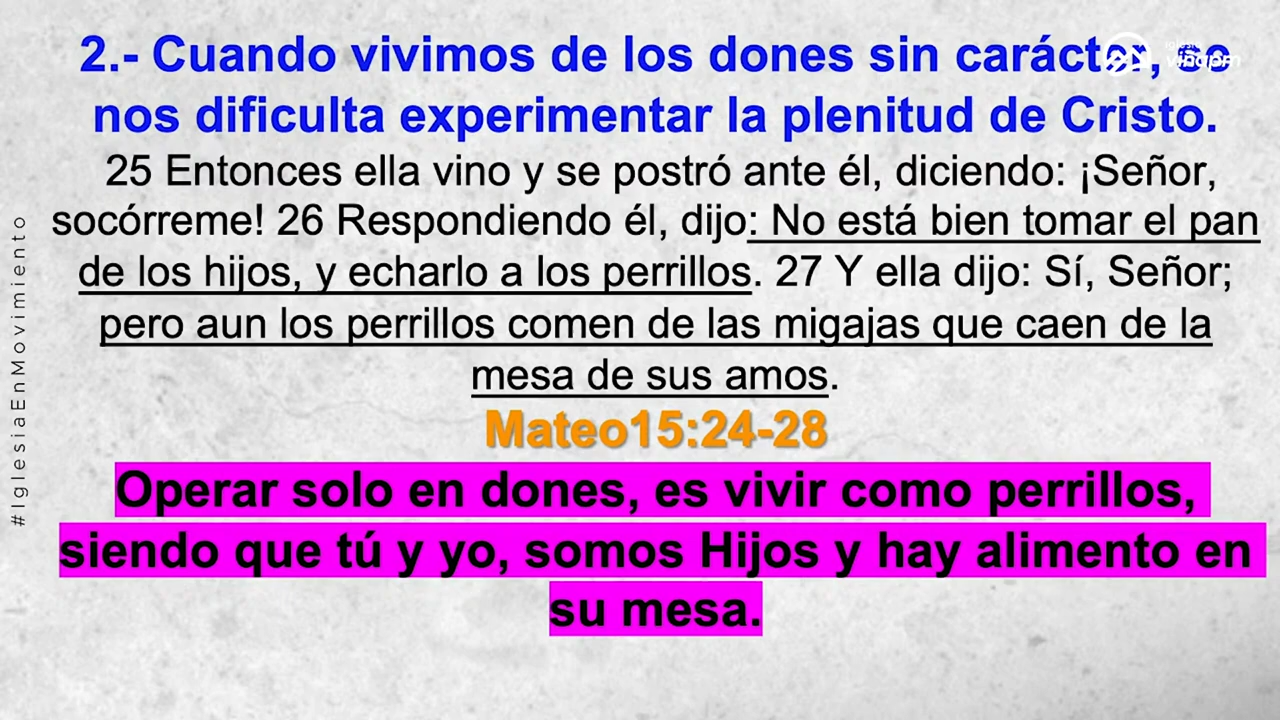 2.- Cuando vivimos de los dones sin carácter, se
nos dificulta experimentar la plenitud de Cristo.
25 Entonces ella vino y se postró ante él, diciendo: ¡Señor,
socórreme! 26 Respondiendo él, dijo: No está bien tomar el pan
de los hijos, y echarlo a los perrillos. 27 Y ella dijo: Sí, Señor;
pero aun los perrillos comen de las migajas que caen de la
mesa de sus amos.
Mateo15:24-28
Operar solo en dones, es vivir como perrillos,
siendo que tú y yo, somos Hijos y hay alimento en
su mesa.
#IglesiaEnMovimiento